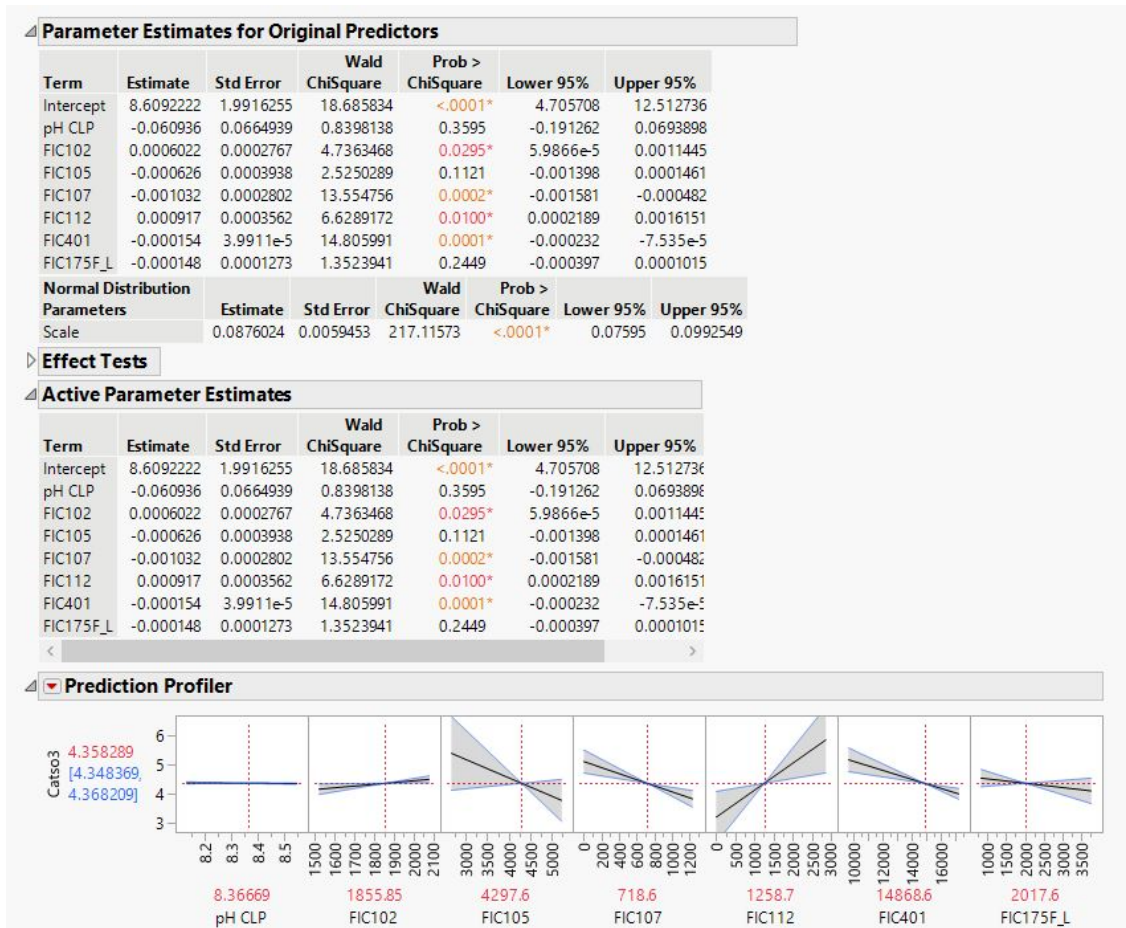 Parameter Estimates for Original Predictors
Wald Prob >
Term Estimate Std Error ChiSquare ChiSquare Lower 95% Upper 95%
Intercept 8.6092222 1.9916255 18.685834 <.0001* 4.705708 12.512736
pH CLP -0.060936 0.0664939 0.8398138 0.3595 -0.191262 0.0693898
FIC102 0.0006022 0.0002767 4.7363468 0.0295* 5.9866e-5 0.0011445
FIC105 -0.000626 0.0003938 2.5250289 0.1121 -0.001398 0.0001461
FIC107 -0.001032 0.0002802 13.554756 0.0002* -0.001581 -0.000482
FIC112 0.000917 0.0003562 6.6289172 0.0100* 0.0002189 0.0016151
FIC401 -0.000154 3.9911e-5 14.805991 0.0001* -0.000232 -7.535e-5
FIC175F_L -0.000148 0.0001273 1.3523941 0.2449 -0.000397 0.0001015
Normal Distribution Wald Prob >
Parameters Estimate Std Error ChiSquare ChiSquare Lower 95% Upper 95%
Scale 0.0876024 0.0059453 217.11573 <.0001* 0.07595 0.0992549
Effect Tests
Active Parameter Estimates
Wald Prob >
Term Estimate Std Error ChiSquare ChiSquare Lower 95% Upper 95%
Intercept 8.6092222 1.9916255 18.685834 <.0001* 4.705708 12.512736
pH CLP -0.060936 0.0664939 0.8398138 0.3595 -0.191262 0.0693898
FIC102 0.0006022 0.0002767 4.7363468 0.0295* 5.9866e-5 0.0011445
FIC105 -0.000626 0.0003938 2.5250289 0.1121 -0.001398 0.0001461
FIC107 -0.001032 0.0002802 13.554756 0.0002* -0.001581 -0.000482
FIC112 0.000917 0.0003562 6.6289172 0.0100* 0.0002189 0.0016151
FIC401 -0.000154 3.9911e-5 14.805991 0.0001* -0.000232 -7.535e-5
FIC175F_L -0.000148 0.0001273 1.3523941 0.2449 -0.000397 0.0001015
Prediction Profiler
Catso3
4.358289
[4.348369,
4.368209]
6
5
4
3
8.2 8.3 8.4 8.5
1500 1600 1700 1800 1900 2000 2100
3000 3500 4000 4500 5000
0 200 400 600 800 1000 1200
0 500 1000 1500 2000 2500 3000
10000 12000 14000 16000
1000 1500 2000 2500 3000 3500
8.36669 1855.85 4297.6 718.6 1258.7 14868.6 2017.6
pH CLP FIC102 FIC105 FIC107 FIC112 FIC401 FIC175F_L